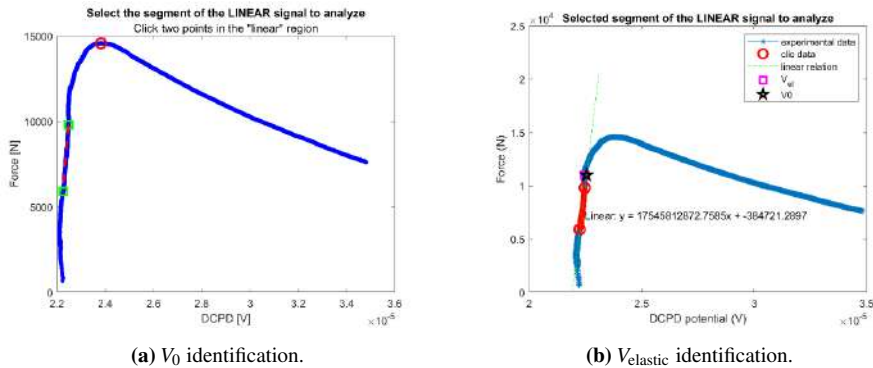 Select the segment of the LINEAR signal to analyze
Click two points in the "linear" region
15000
10000
5000
0
Force [N]
2.2 2.4 2.6 2.8 3 3.2 3.4 3.6
DCPD [V]
×10⁻⁵
(a) V₀ identification.
Selected segment of the LINEAR signal to analyze
×10⁴
2
1.5
1
0.5
0
Force (N)
experimental data
clic data
linear relation
V_el
V0
Linear: y = 17545812872.7585x + -384721.2897
2 2.5 3 3.5
DCPD potential (V)
×10⁻⁵
(b) V_elastic identification.